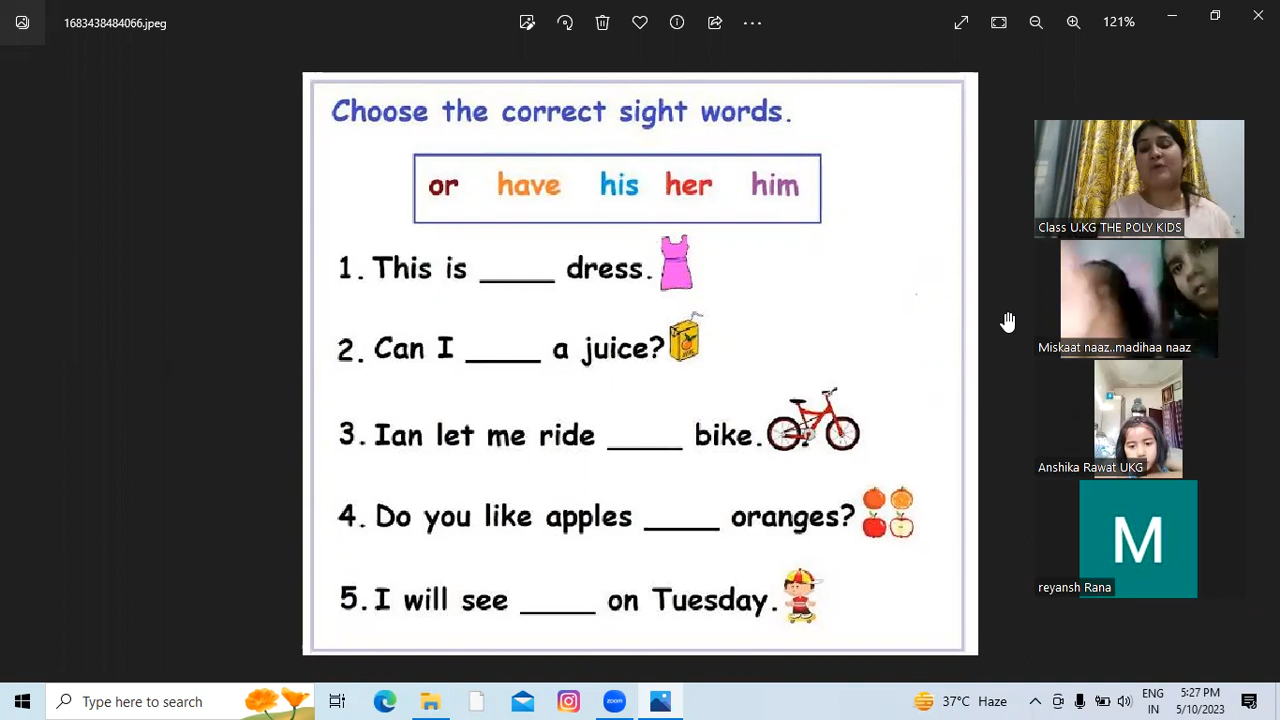 1683438484066.jpeg
121%
Choose the correct sight words.
or have his her him
1. This is _____ dress.
2. Can I _____ a juice?
3. Ian let me ride _____ bike.
4. Do you like apples _____ oranges?
5. I will see _____ on Tuesday.
Class U.KG THE POLY KIDS
Miskaat naaz..madihaa naaz
Anshika Rawat UKG
M
reyansh Rana
Type here to search
zoom
37°C Haze
ENG
IN
5:27 PM
5/10/2023